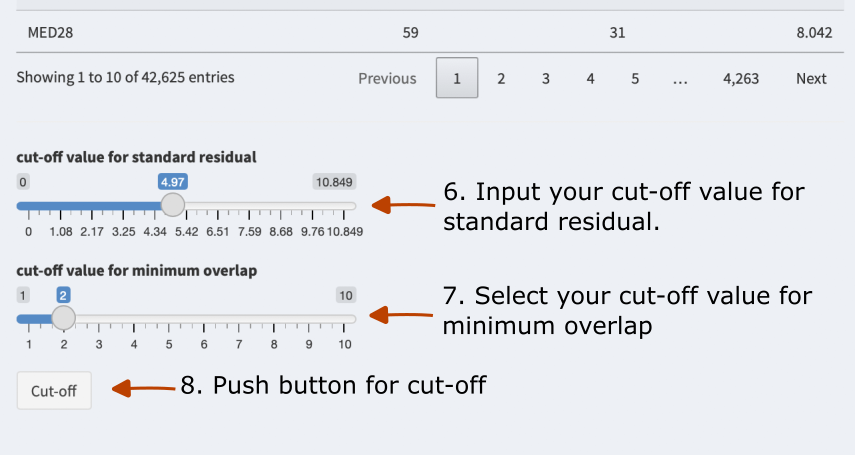 MED28 59 31 8.042
Showing 1 to 10 of 42,625 entries Previous 1 2 3 4 5 ... 4,263 Next
cut-off value for standard residual
0 4.97 10.849
0 1.08 2.17 3.25 4.34 5.42 6.51 7.59 8.68 9.76 10.849
6. Input your cut-off value for
standard residual.
cut-off value for minimum overlap
1 2 10
1 2 3 4 5 6 7 8 9 10
7. Select your cut-off value for
minimum overlap
Cut-off
8. Push button for cut-off